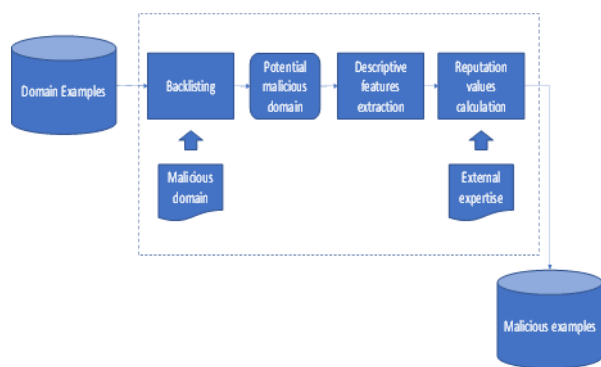 Domain Examples
Backlisting
Potential
malicious
domain
Descriptive
features
extraction
Reputation
values
calculation
Malicious
domain
External
expertise
Malicious examples